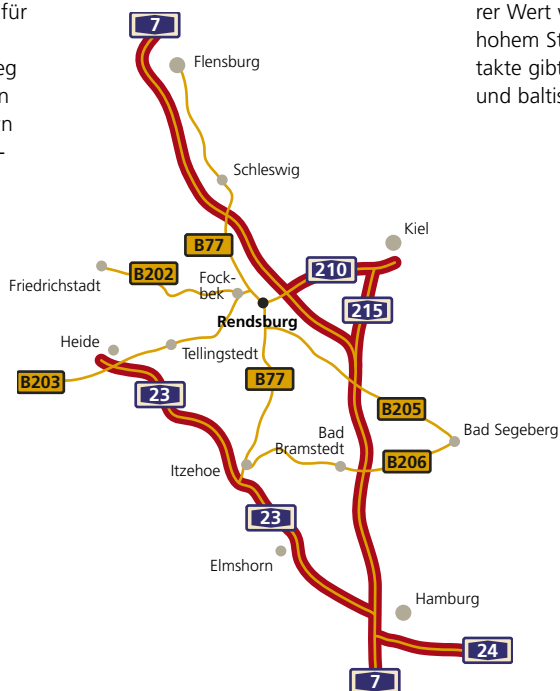 für
eg
n
n
-
rer Wert v
hohem St
takte gibt
und baltis
7
Flensburg
Schleswig
Kiel
B77
210
B202
Fock-
bek
Friedrichstadt
215
Rendsburg
Heide
Tellingstedt
B77
B203
23
B205
Bad
Bramstedt
Bad Segeberg
B206
Itzehoe
23
Elmshorn
Hamburg
24
7